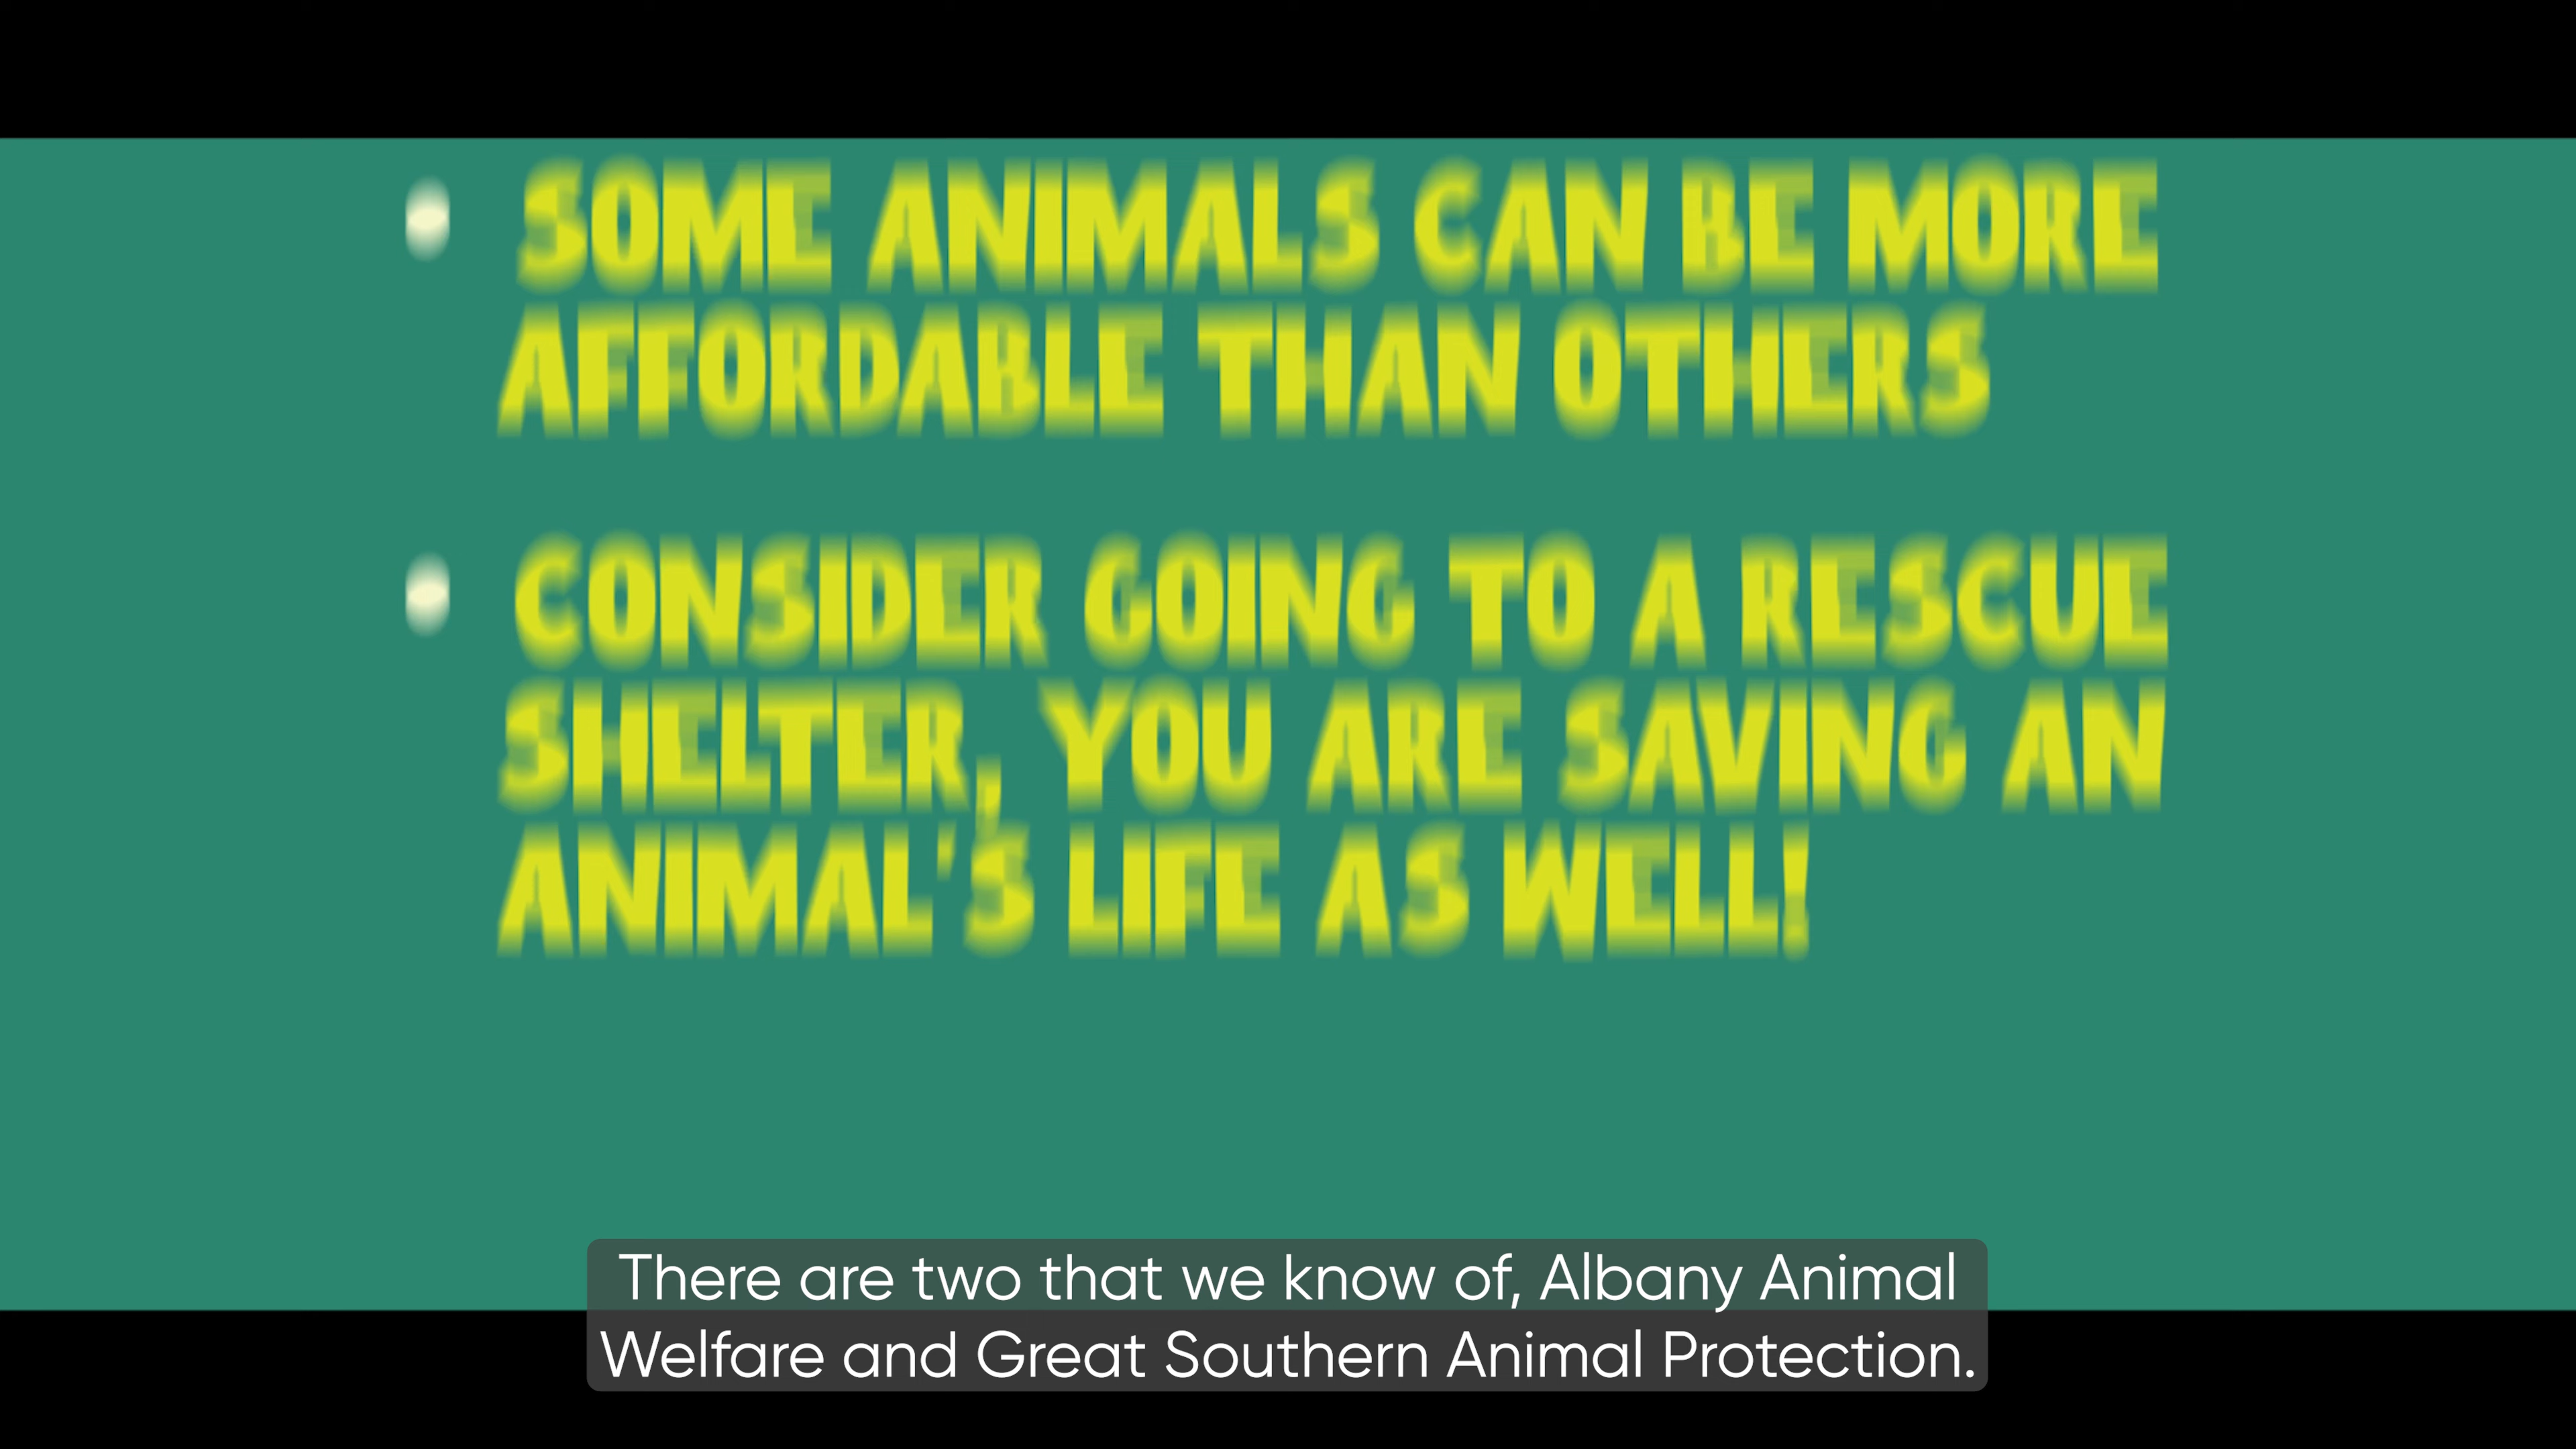 • SOME ANIMALS CAN BE MORE
AFFORDABLE THAN OTHERS
• CONSIDER GOING TO A RESCUE
SHELTER, YOU ARE SAVING AN
ANIMAL'S LIFE AS WELL!
There are two that we know of, Albany Animal
Welfare and Great Southern Animal Protection.